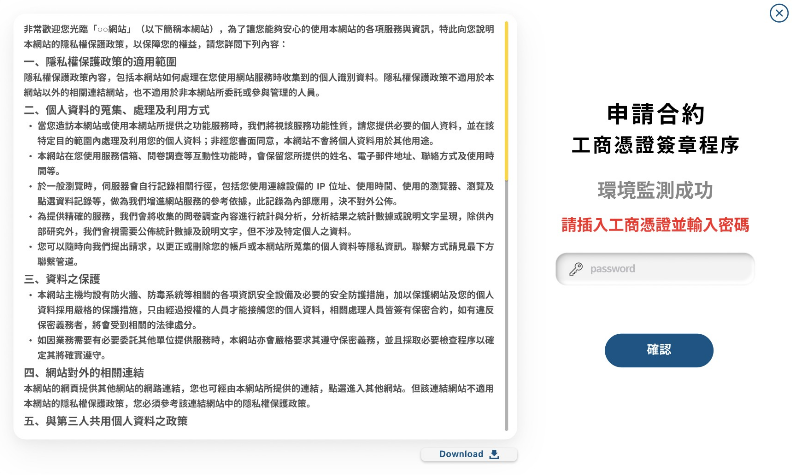 非常歡迎您光臨「○○網站」（以下簡稱本網站），為了讓您能夠安心的使用本網站的各項服務與資訊，特此向您說明
本網站的隱私權保護政策，以保障您的權益，請您詳閱下列內容：
一、隱私權保護政策的適用範圍
隱私權保護政策內容，包括本網站如何處理在您使用網站服務時收集到的個人識別資料。隱私權保護政策不適用於本
網站以外的相關連結網站，也不適用於非本網站所委託或參與管理的人員。
二、個人資料的蒐集、處理及利用方式
・ 當您造訪本網站或使用本網站所提供之功能服務時，我們將視該服務功能性質，請您提供必要的個人資料，並在該
特定目的範圍內處理及利用您的個人資料；非經您書面同意，本網站不會將個人資料用於其他用途。
・ 本網站在您使用服務信箱、問卷調查等互動性功能時，會保留您所提供的姓名、電子郵件地址、聯絡方式及使用時
間等。
・ 於一般瀏覽時，伺服器會自行記錄相關行徑，包括您使用連線設備的 IP 位址、使用時間、使用的瀏覽器、瀏覽及
點選資料記錄等，做為我們增進網站服務的參考依據，此記錄為內部應用，決不對外公佈。
・ 為提供精確的服務，我們會將收集的問卷調查內容進行統計與分析，分析結果之統計數據或說明文字呈現，除供內
部研究外，我們會視需要公佈統計數據及說明文字，但不涉及特定個人之資料。
・ 您可以隨時向我們提出請求，以更正或刪除您的帳戶或本網站所蒐集的個人資料等隱私資訊。聯繫方式請見最下方
聯繫管道。
三、資料之保護
・ 本網站主機均設有防火牆、防毒系統等相關的各項資訊安全設備及必要的安全防護措施，加以保護網站及您的個人
資料採用嚴格的保護措施，只由經過授權的人員才能接觸您的個人資料，相關處理人員皆簽有保密合約，如有違反
保密義務者，將會受到相關的法律處分。
・ 如因業務需要有必要委託其他單位提供服務時，本網站亦會嚴格要求其遵守保密義務，並且採取必要檢查程序以確
定其將確實遵守。
四、網站對外的相關連結
本網站的網頁提供其他網站的網路連結，您也可經由本網站所提供的連結，點選進入其他網站。但該連結網站不適用
本網站的隱私權保護政策，您必須參考該連結網站中的隱私權保護政策。
五、與第三人共用個人資料之政策
Download
申請合約
工商憑證簽章程序
環境監測成功
請插入工商憑證並輸入密碼
password
確認